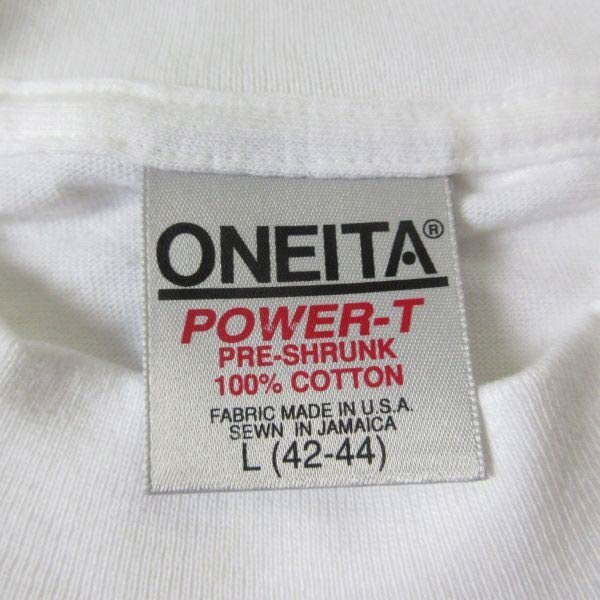 ONEITA®
POWER-T
PRE-SHRUNK
100% COTTON
FABRIC MADE IN U.S.A.
SEWN IN JAMAICA
L (42-44)